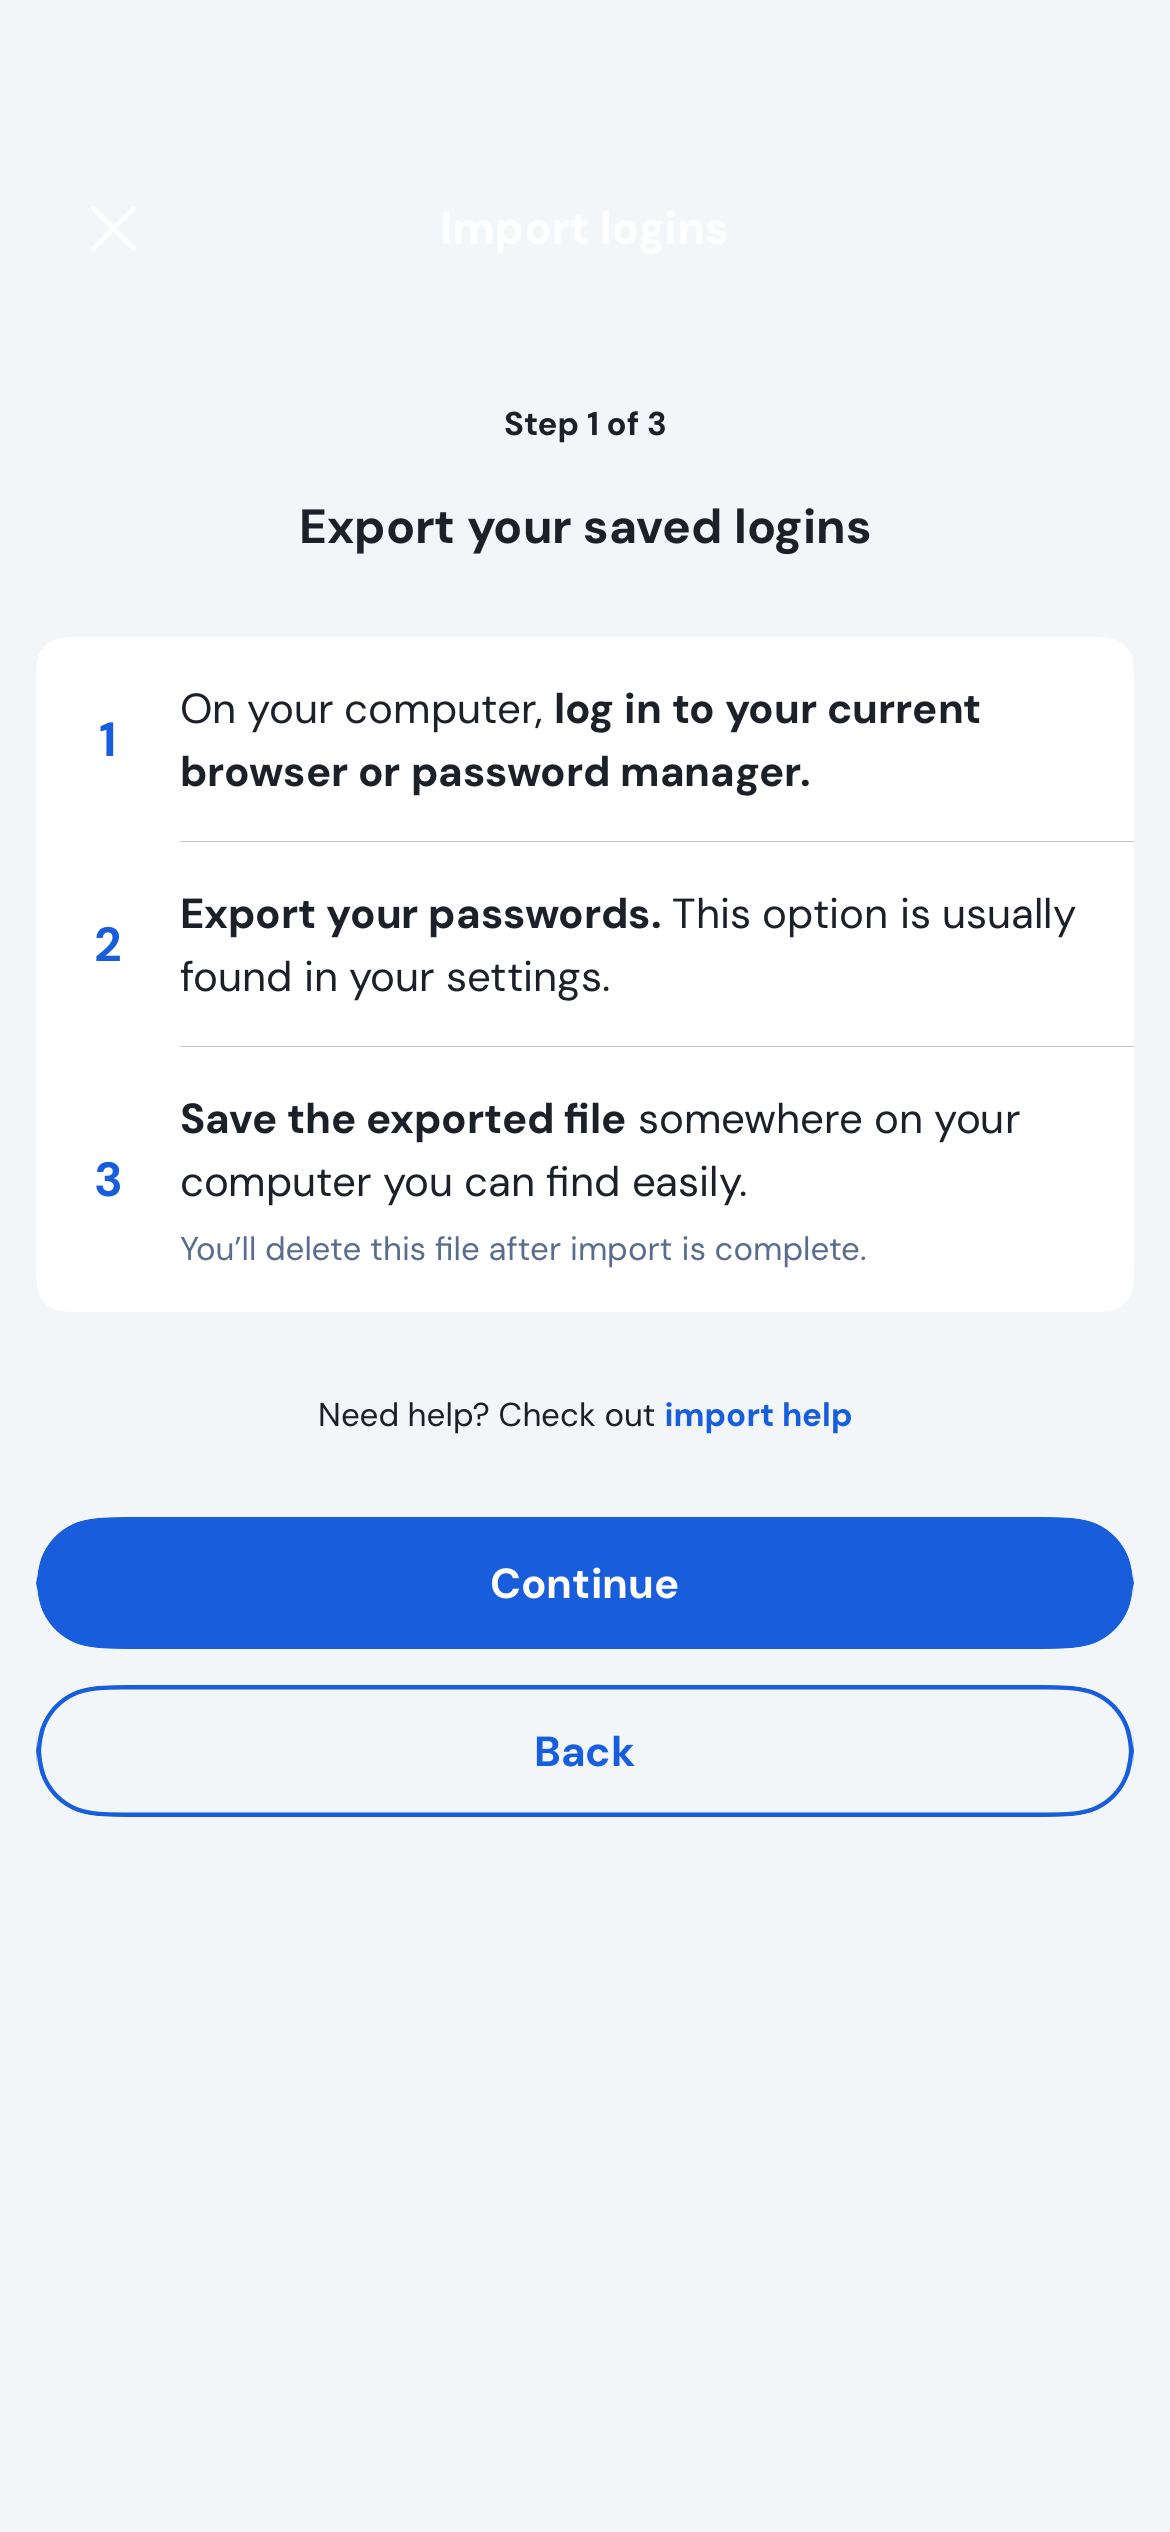 Import logins
Step 1 of 3
Export your saved logins
1
On your computer, log in to your current
browser or password manager.
2
Export your passwords. This option is usually
found in your settings.
3
Save the exported file somewhere on your
computer you can find easily.
You’ll delete this file after import is complete.
Need help? Check out import help
Continue
Back